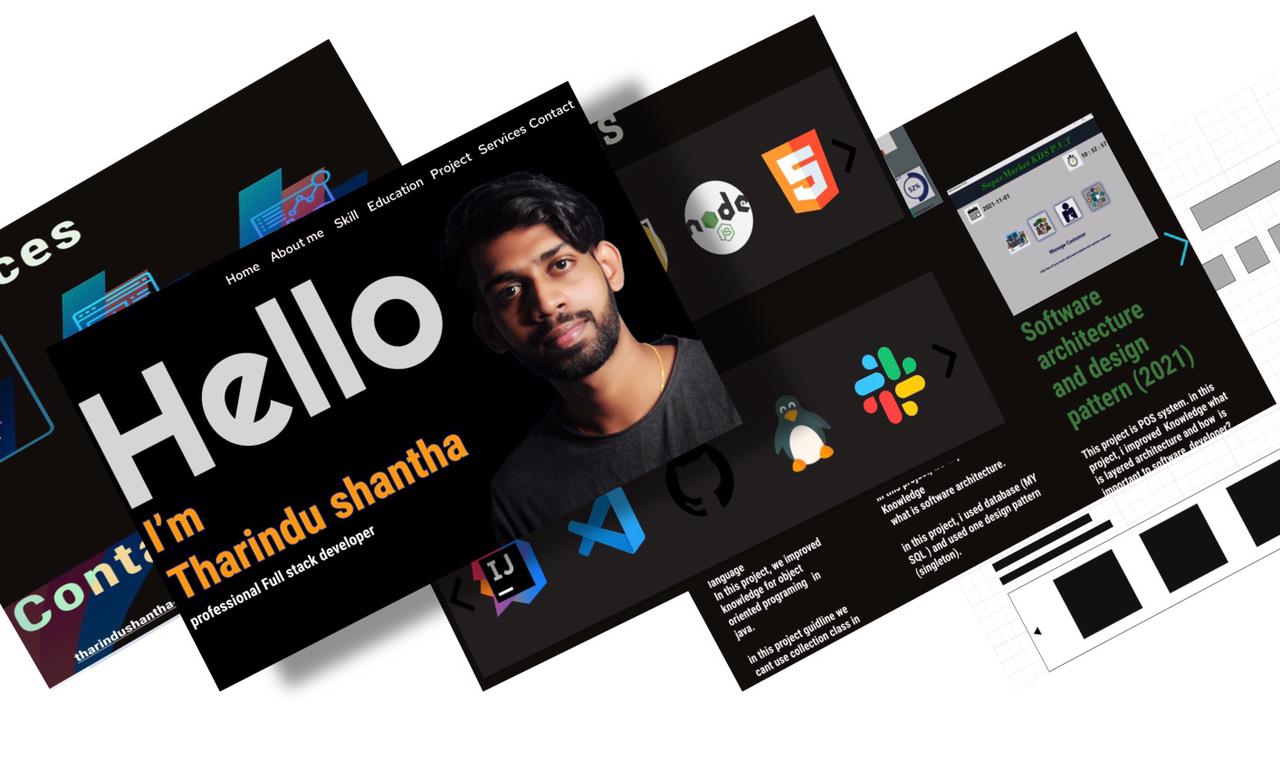 ces
Conta
tharindushantha
Home About me Skill Education Project Services Contact
Hello
I'm
Tharindu shantha
professional Full stack developer
s
node
JS
5
IJ
52%
SuperMarket KDS P.V.T
2021-11-01
10 : 32 : 57
Manage Customer
Software
architecture
and design
pattern (2021)
This project is POS system. in this
project, i improved Knowledge what
is layered architecture and how is
important to software developer?
Knowledge
what is software architecture.
in this project, i used database (MY
SQL ) and used one design pattern
(singleton).
language
In this project, we improved
knowledge for object
oriented programing in
java.
in this project guidline we
cant use collection class in